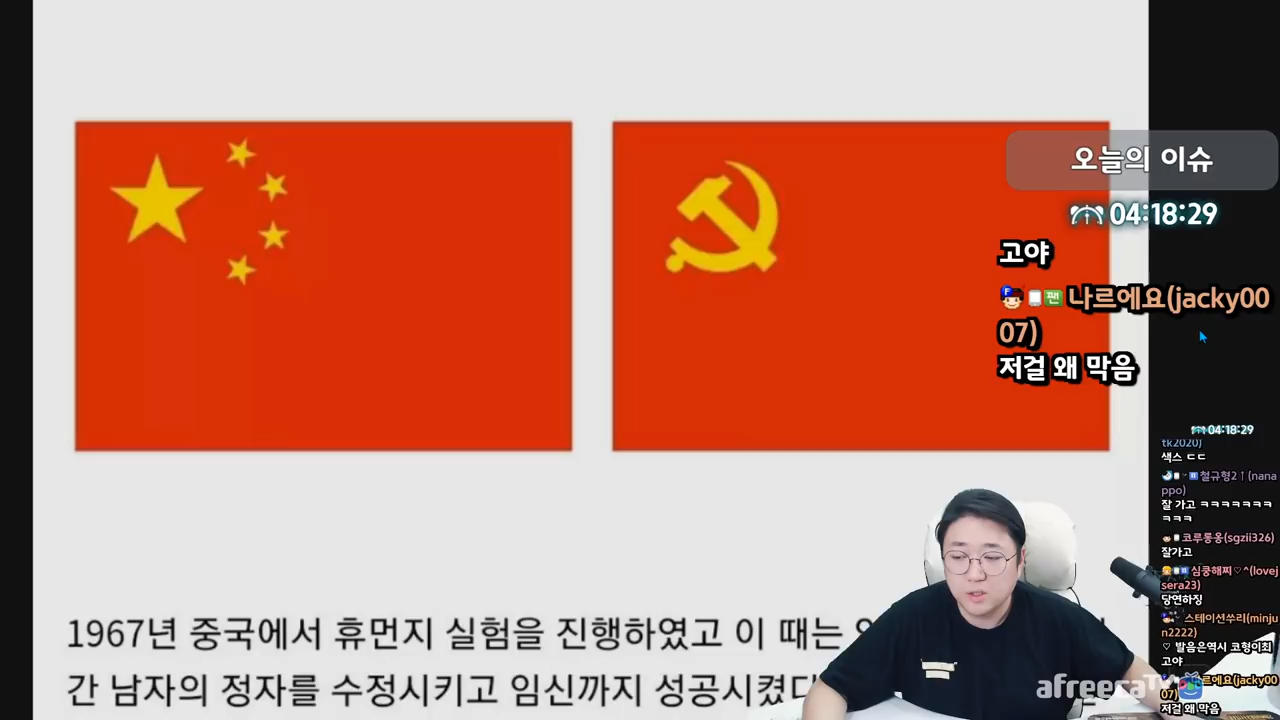 오늘의 이슈
04:18:29
고야
나르에요(jacky00
07)
저걸 왜 막음
04:18:29
tk2020)
색스 ㄷㄷ
철규형2↑(nana
ppo)
잘 가고 ㅋㅋㅋㅋㅋㅋㅋ
ㅋㅋㅋ
코루통웅(sgzii326)
잘가고
심쿵해찌♡^(lovej
sera23)
당연하징
스테이션쑤리(minju
n2222)
♡ 발음은역시 코형이최
고야
르에요(jacky00
07)
저걸 왜 막음
1967년 중국에서 휴먼지 실험을 진행하였고 이 때는
간 남자의 정자를 수정시키고 임신까지 성공시켰다
afreecaTV